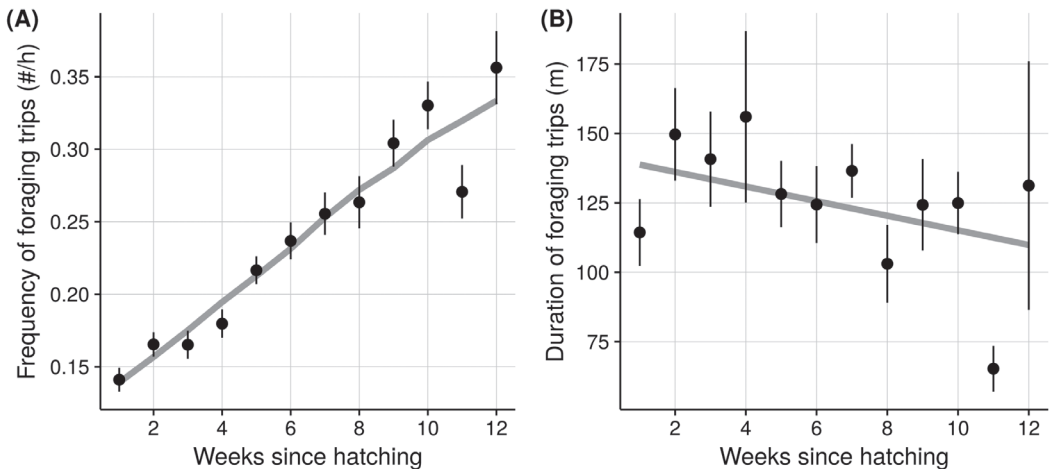 (A)
Frequency of foraging trips (#/h)
0.35
0.30
0.25
0.20
0.15
2 4 6 8 10 12
Weeks since hatching
(B)
Duration of foraging trips (m)
175
150
125
100
75
2 4 6 8 10 12
Weeks since hatching